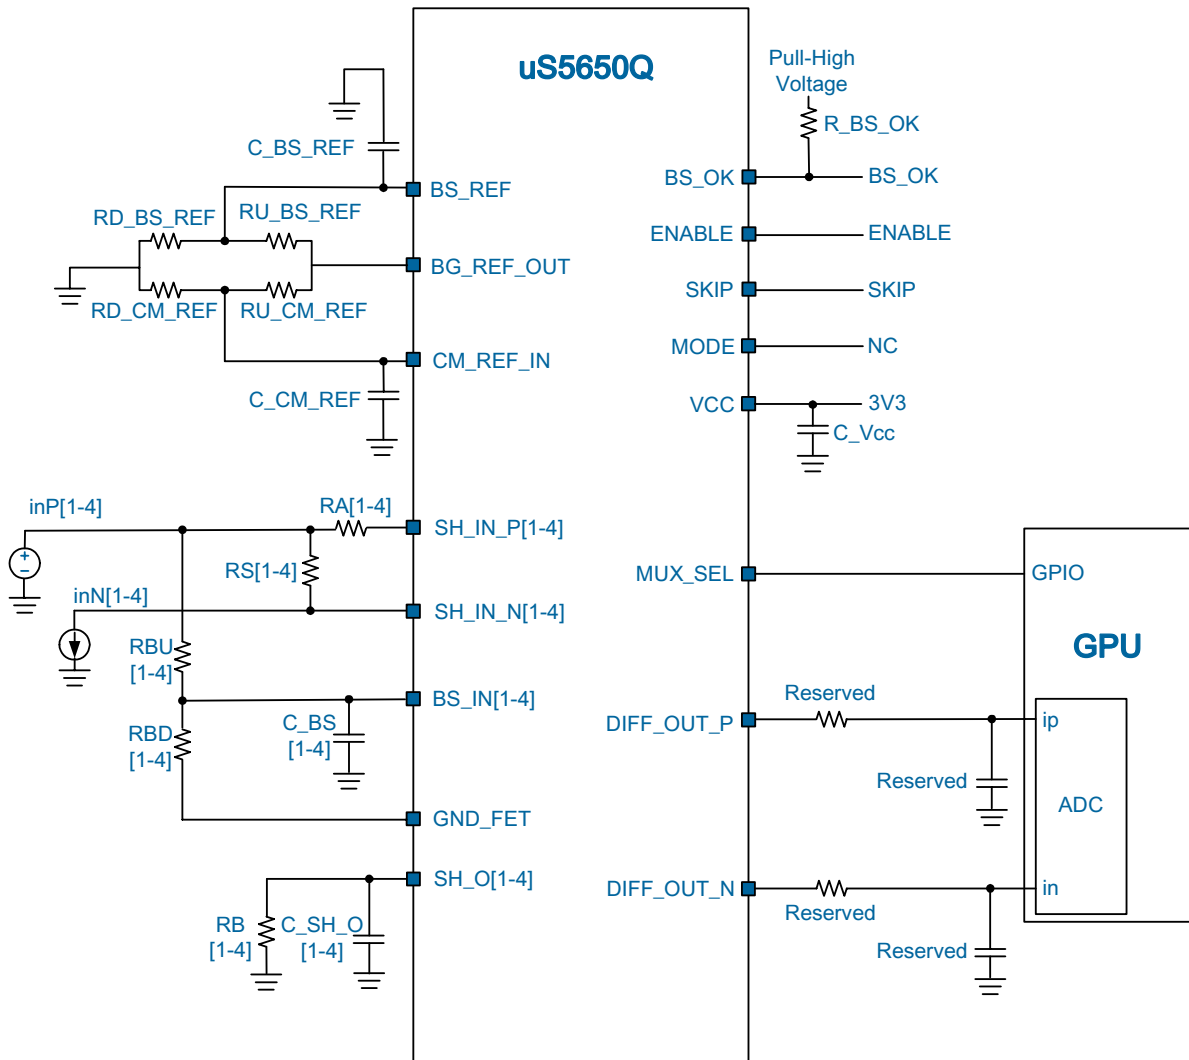 uS5650Q
Pull-High
Voltage
R_BS_OK
C_BS_REF
BS_REF
BS_OK
BS_OK
RD_BS_REF
RU_BS_REF
ENABLE
ENABLE
BG_REF_OUT
SKIP
SKIP
RD_CM_REF
RU_CM_REF
MODE
NC
CM_REF_IN
C_CM_REF
VCC
3V3
C_Vcc
inP[1-4]
RA[1-4]
SH_IN_P[1-4]
RS[1-4]
MUX_SEL
GPIO
inN[1-4]
SH_IN_N[1-4]
GPU
RBU
[1-4]
BS_IN[1-4]
Reserved
C_BS
[1-4]
RBD
[1-4]
DIFF_OUT_P
ip
Reserved
ADC
GND_FET
SH_O[1-4]
DIFF_OUT_N
in
Reserved
RB
[1-4]
C_SH_O
[1-4]
Reserved
+
−